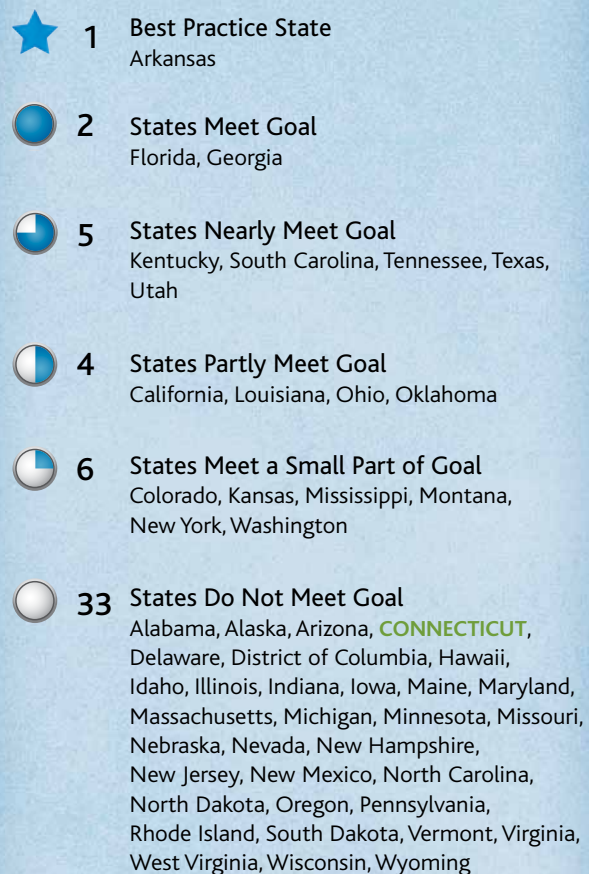 1 Best Practice State
Arkansas
2 States Meet Goal
Florida, Georgia
5 States Nearly Meet Goal
Kentucky, South Carolina, Tennessee, Texas,
Utah
4 States Partly Meet Goal
California, Louisiana, Ohio, Oklahoma
6 States Meet a Small Part of Goal
Colorado, Kansas, Mississippi, Montana,
New York, Washington
33 States Do Not Meet Goal
Alabama, Alaska, Arizona, CONNECTICUT,
Delaware, District of Columbia, Hawaii,
Idaho, Illinois, Indiana, Iowa, Maine, Maryland,
Massachusetts, Michigan, Minnesota, Missouri,
Nebraska, Nevada, New Hampshire,
New Jersey, New Mexico, North Carolina,
North Dakota, Oregon, Pennsylvania,
Rhode Island, South Dakota, Vermont, Virginia,
West Virginia, Wisconsin, Wyoming